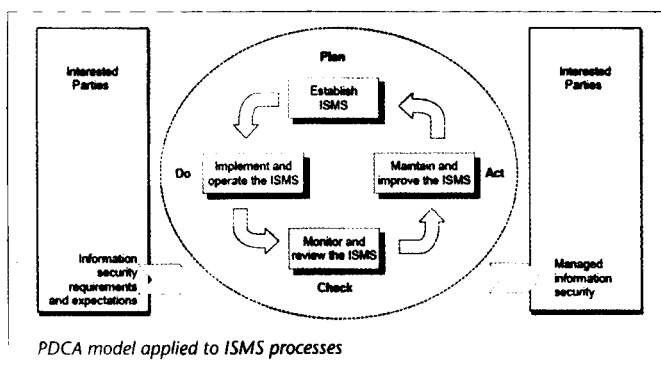 Interested
Parties
Information
security
requirements
and expectations
Plan
Establish
ISMS
Do
Implement and
operate the ISMS
Maintain and
improve the ISMS
Act
Monitor and
review the ISMS
Check
Interested
Parties
Managed
information
security
PDCA model applied to ISMS processes